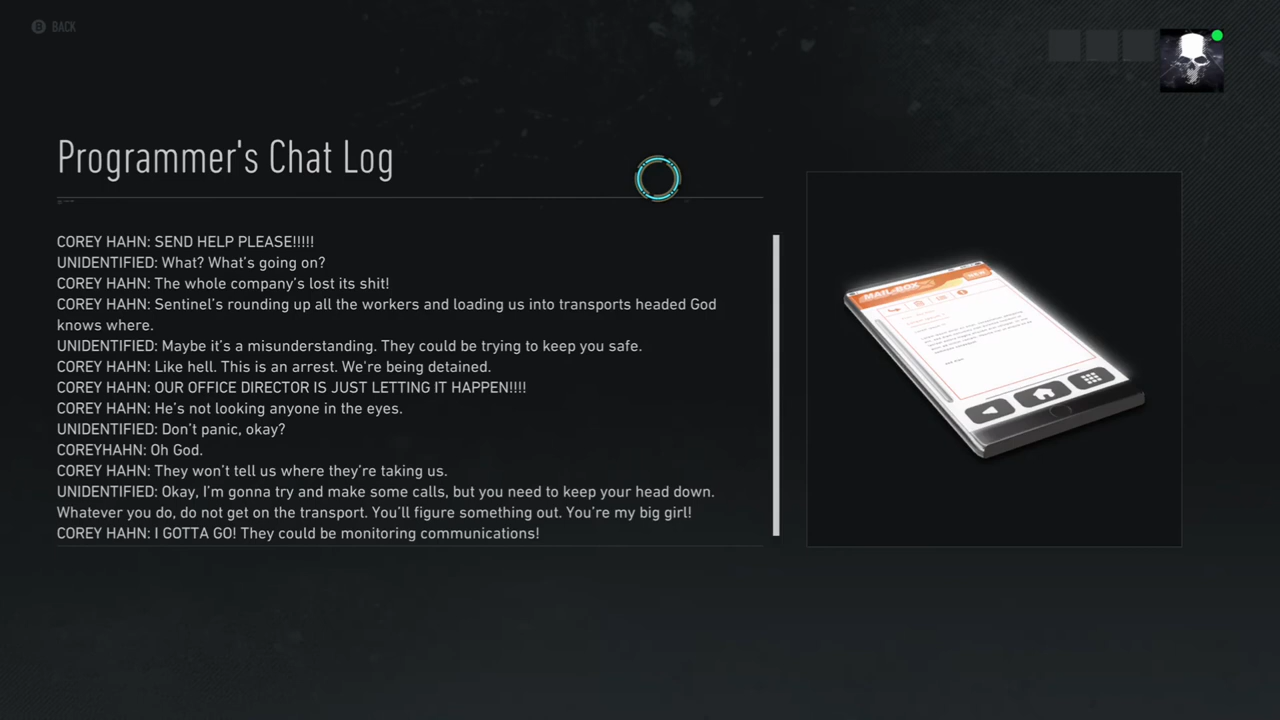 B BACK
Programmer's Chat Log
COREY HAHN: SEND HELP PLEASE!!!!!
UNIDENTIFIED: What? What's going on?
COREY HAHN: The whole company's lost its shit!
COREY HAHN: Sentinel's rounding up all the workers and loading us into transports headed God
knows where.
UNIDENTIFIED: Maybe it's a misunderstanding. They could be trying to keep you safe.
COREY HAHN: Like hell. This is an arrest. We're being detained.
COREY HAHN: OUR OFFICE DIRECTOR IS JUST LETTING IT HAPPEN!!!!
COREY HAHN: He's not looking anyone in the eyes.
UNIDENTIFIED: Don't panic, okay?
COREYHAHN: Oh God.
COREY HAHN: They won't tell us where they're taking us.
UNIDENTIFIED: Okay, I'm gonna try and make some calls, but you need to keep your head down.
Whatever you do, do not get on the transport. You'll figure something out. You're my big girl!
COREY HAHN: I GOTTA GO! They could be monitoring communications!
MAIL-BOX